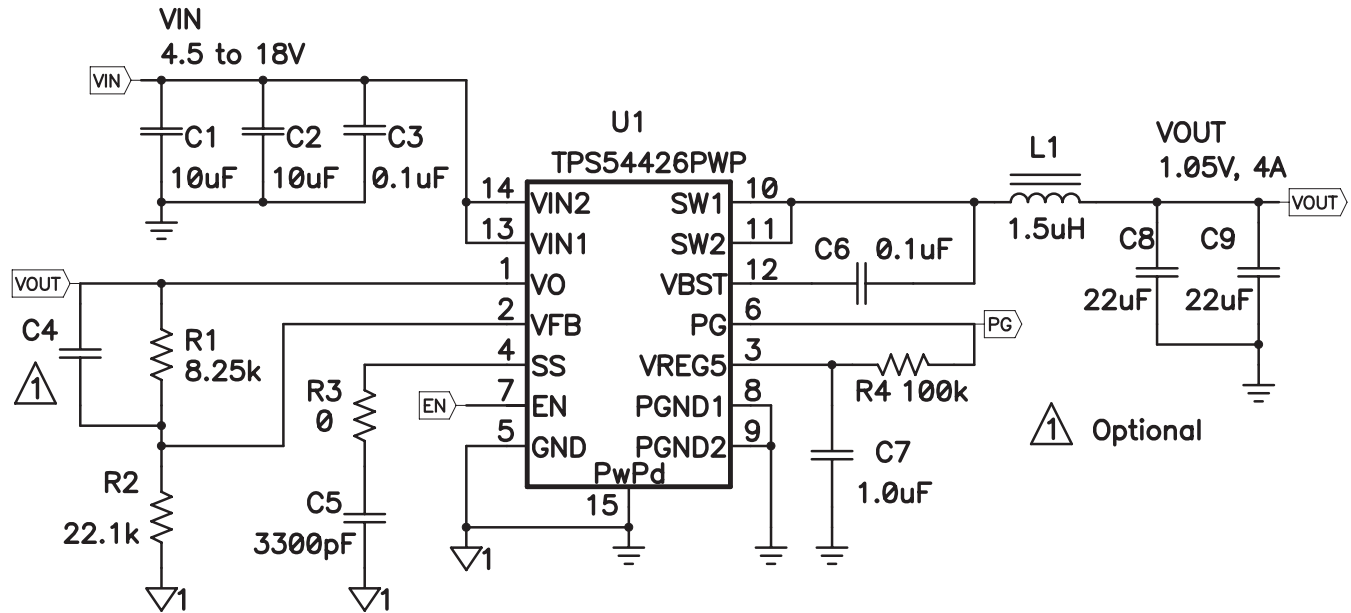 VIN
4.5 to 18V
VIN
C1
10uF
C2
10uF
C3
0.1uF
U1
TPS54426PWP
14
VIN2
13
VIN1
1
VO
2
VFB
4
SS
7
EN
5
GND
SW1
10
SW2
11
VBST
12
PG
6
VREG5
3
PGND1
8
PGND2
9
PwPd
15
VOUT
C4
1
R1
8.25k
R2
22.1k
1
R3
0
C5
3300pF
1
EN
1
C6
0.1uF
L1
1.5uH
VOUT
1.05V, 4A
VOUT
C8
22uF
C9
22uF
PG
R4 100k
C7
1.0uF
1 Optional